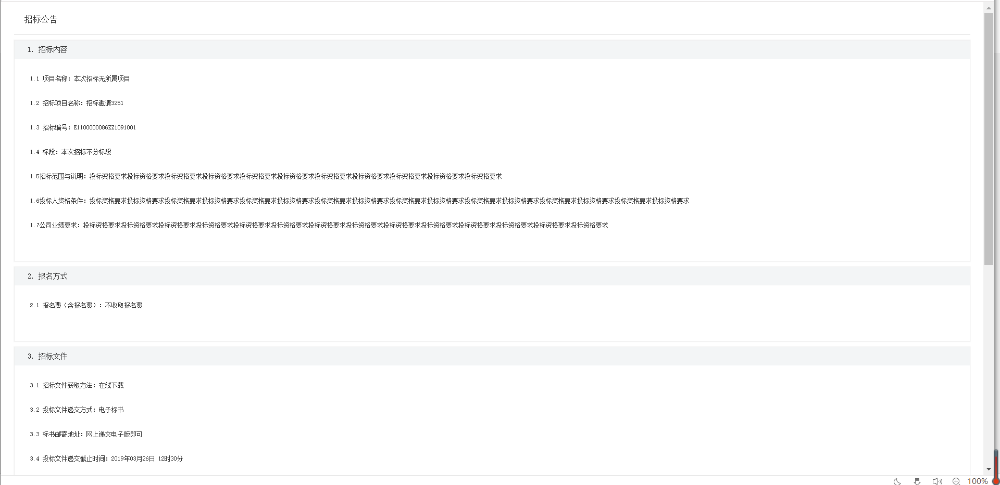 招标公告
1. 招标内容
1.1 项目名称：本次招标无所属项目
1.2 招标项目名称：招标邀请3251
1.3 招标编号：E1100000086ZZ1091001
1.4 标段：本次招标不分标段
1.5招标范围与说明：投标资格要求投标资格要求投标资格要求投标资格要求投标资格要求投标资格要求投标资格要求投标资格要求投标资格要求投标资格要求投标资格要求
1.6投标人资格条件：投标资格要求投标资格要求投标资格要求投标资格要求投标资格要求投标资格要求投标资格要求投标资格要求投标资格要求投标资格要求投标资格要求投标资格要求投标资格要求投标资格要求投标资格要求投标资格要求
1.7公司业绩要求：投标资格要求投标资格要求投标资格要求投标资格要求投标资格要求投标资格要求投标资格要求投标资格要求投标资格要求投标资格要求投标资格要求投标资格要求投标资格要求投标资格要求
2. 报名方式
2.1 报名费（含报名费）：不收取报名费
3. 招标文件
3.1 招标文件获取方法：在线下载
3.2 投标文件递交方式：电子标书
3.3 标书邮寄地址：网上递交电子版即可
3.4 投标文件递交截止时间：2019年03月26日 12时30分
100%